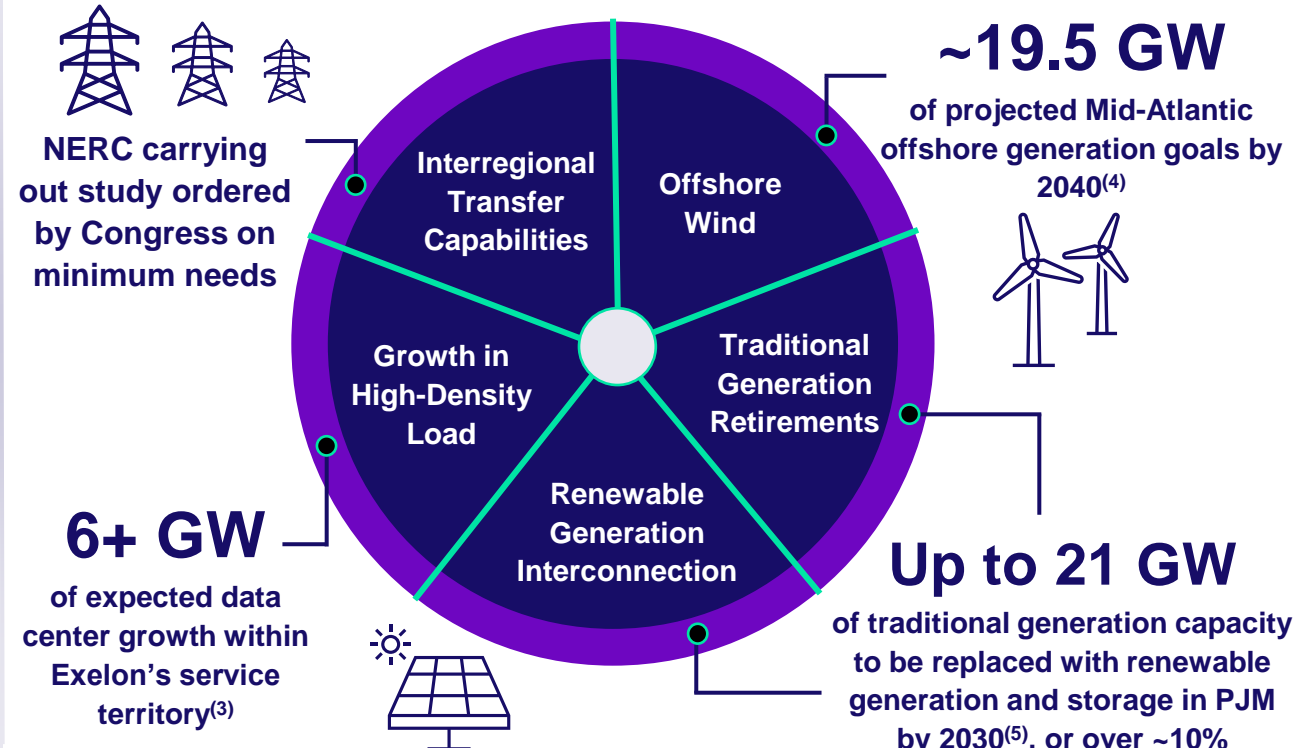 NERC carrying
out study ordered
by Congress on
minimum needs
Interregional
Transfer
Capabilities
Offshore
Wind
~19.5 GW
of projected Mid-Atlantic
offshore generation goals by
2040(4)
Growth in
High-Density
Load
Traditional
Generation
Retirements
Renewable
Generation
Interconnection
6+ GW
of expected data
center growth within
Exelon’s service
territory(3)
Up to 21 GW
of traditional generation capacity
to be replaced with renewable
generation and storage in PJM
by 2030(5), or over ~10%